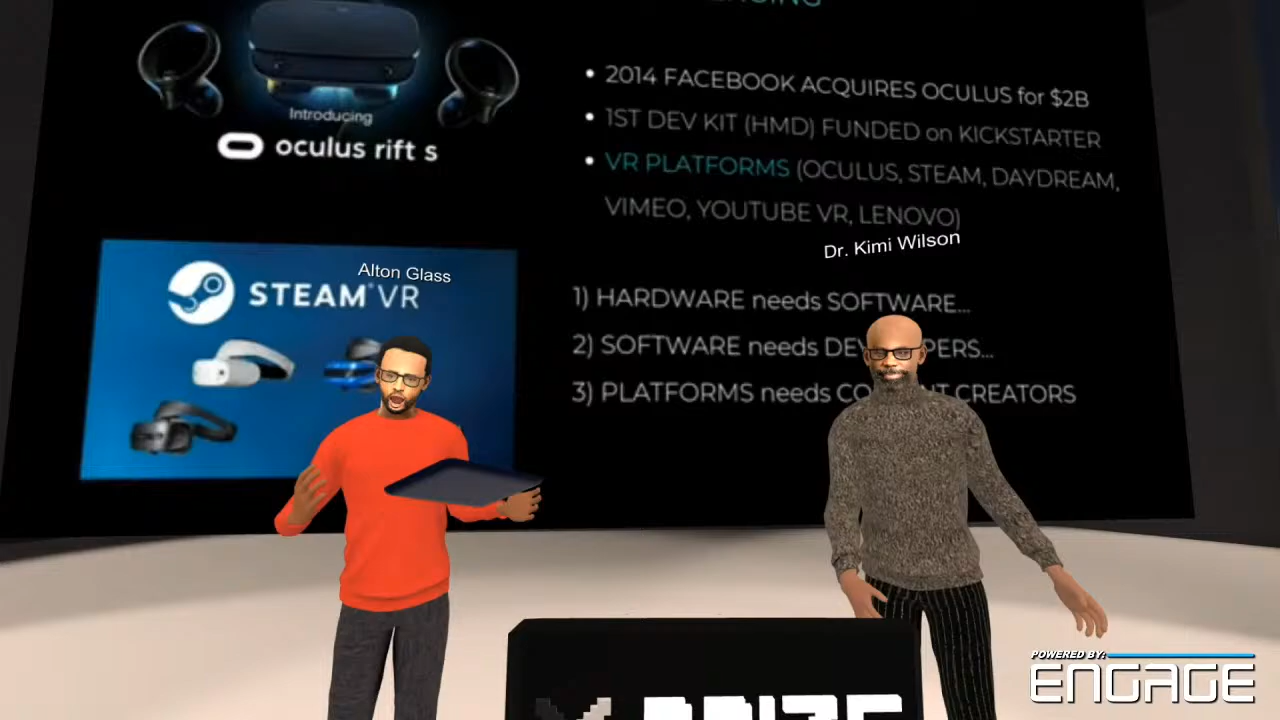 Introducing
oculus rift s
• 2014 FACEBOOK ACQUIRES OCULUS for $2B
• 1ST DEV KIT (HMD) FUNDED on KICKSTARTER
• VR PLATFORMS (OCULUS, STEAM, DAYDREAM,
VIMEO, YOUTUBE VR, LENOVO)
Dr. Kimi Wilson
Alton Glass
STEAM VR
1) HARDWARE needs SOFTWARE...
2) SOFTWARE needs
3) PLATFORMS needs CREATORS
POWERED BY:
ENGAGE